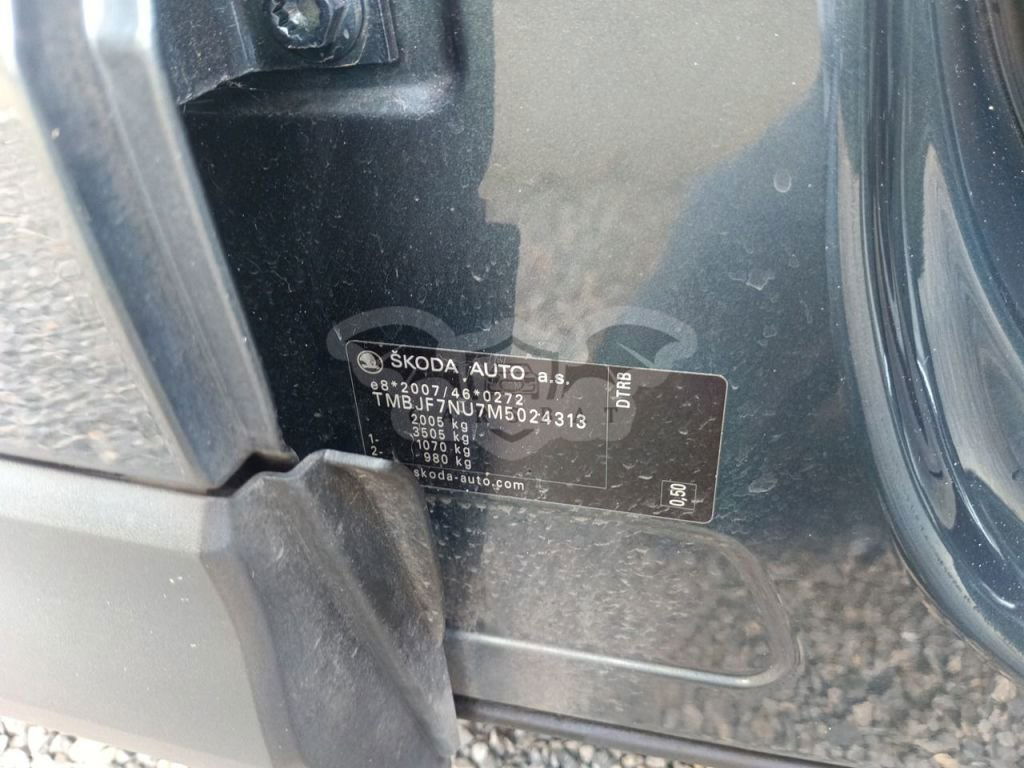 ŠKODA AUTO a.s.
e8*2007/46*0272
TMBJF7NU7M5024313
2005 kg
3505 kg
1- 1070 kg
2- 980 kg
skoda-auto.com
DTRB
0,50